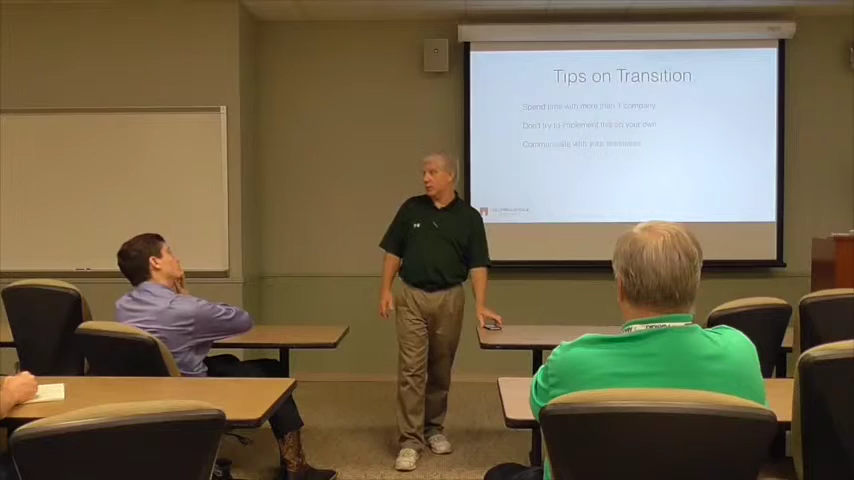 Tips on Transition
Spend time with more than 1 company
Don't try to implement this on your own
Communicate with your